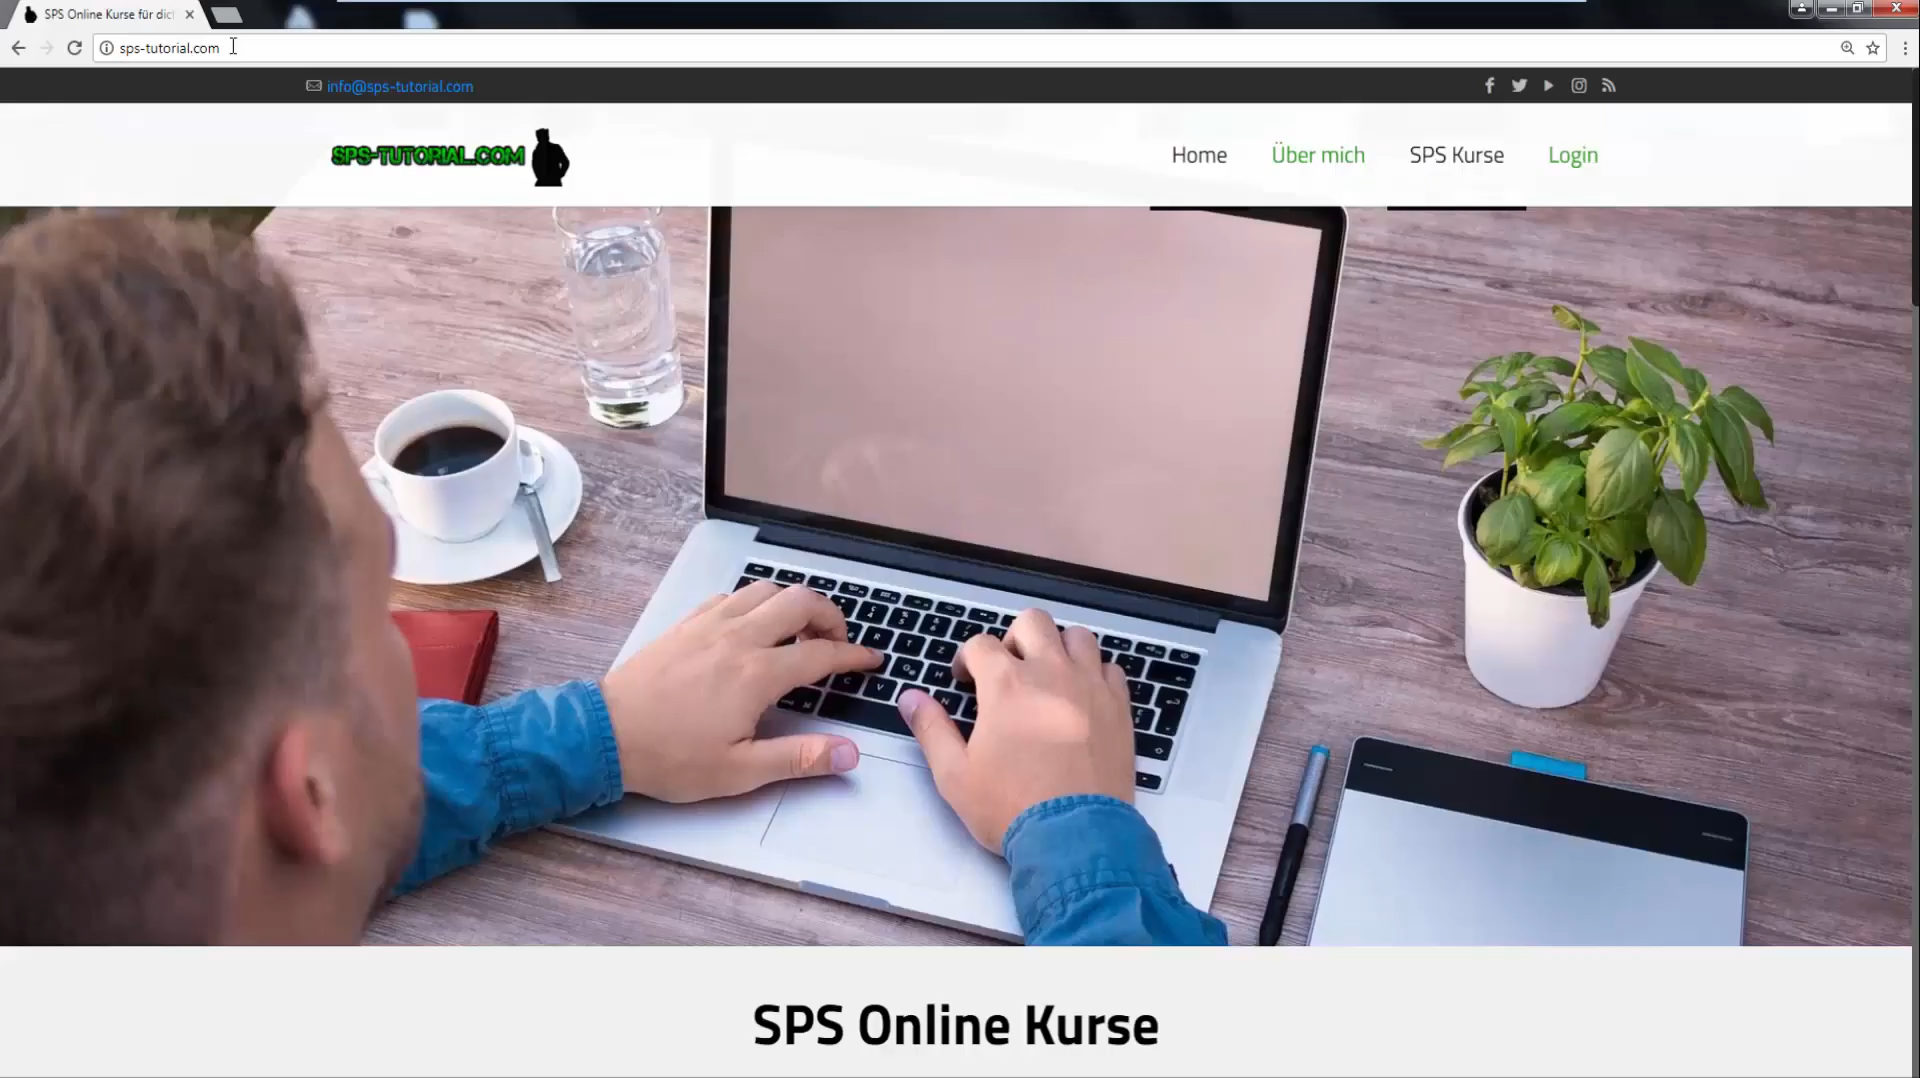 SPS Online Kurse für dic
sps-tutorial.com
info@sps-tutorial.com
SPS-TUTORIAL.COM
Home
Über mich
SPS Kurse
Login
SPS Online Kurse